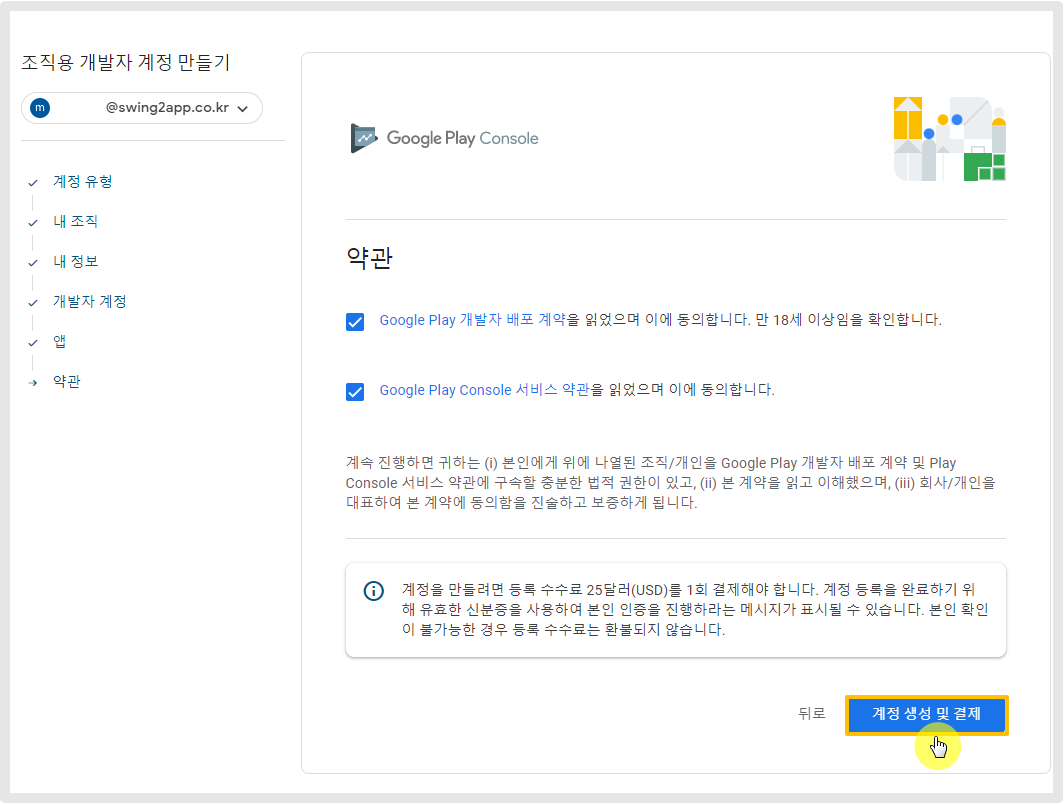 조직용 개발자 계정 만들기
m @swing2app.co.kr
계정 유형
내 조직
내 정보
개발자 계정
앱
약관
Google Play Console
약관
Google Play 개발자 배포 계약을 읽었으며 이에 동의합니다. 만 18세 이상임을 확인합니다.
Google Play Console 서비스 약관을 읽었으며 이에 동의합니다.
계속 진행하면 귀하는 (i) 본인에게 위에 나열된 조직/개인을 Google Play 개발자 배포 계약 및 Play
Console 서비스 약관에 구속할 충분한 법적 권한이 있고, (ii) 본 계약을 읽고 이해했으며, (iii) 회사/개인을
대표하여 본 계약에 동의함을 진술하고 보증하게 됩니다.
계정을 만들려면 등록 수수료 25달러(USD)를 1회 결제해야 합니다. 계정 등록을 완료하기 위
해 유효한 신분증을 사용하여 본인 인증을 진행하라는 메시지가 표시될 수 있습니다. 본인 확인
이 불가능한 경우 등록 수수료는 환불되지 않습니다.
뒤로
계정 생성 및 결제